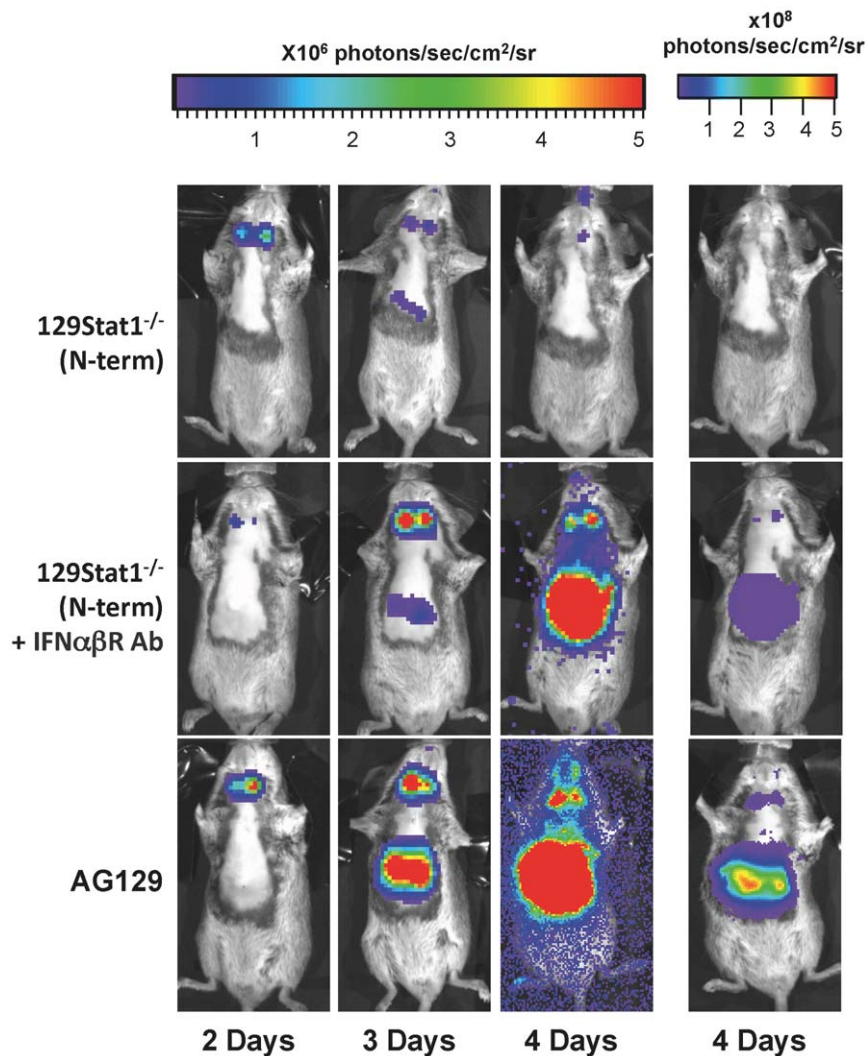 X10⁶ photons/sec/cm²/sr
x10⁸
photons/sec/cm²/sr
1 2 3 4 5
1 2 3 4 5
129Stat1⁻/⁻
(N-term)
129Stat1⁻/⁻
(N-term)
+ IFNαβR Ab
AG129
2 Days 3 Days 4 Days 4 Days